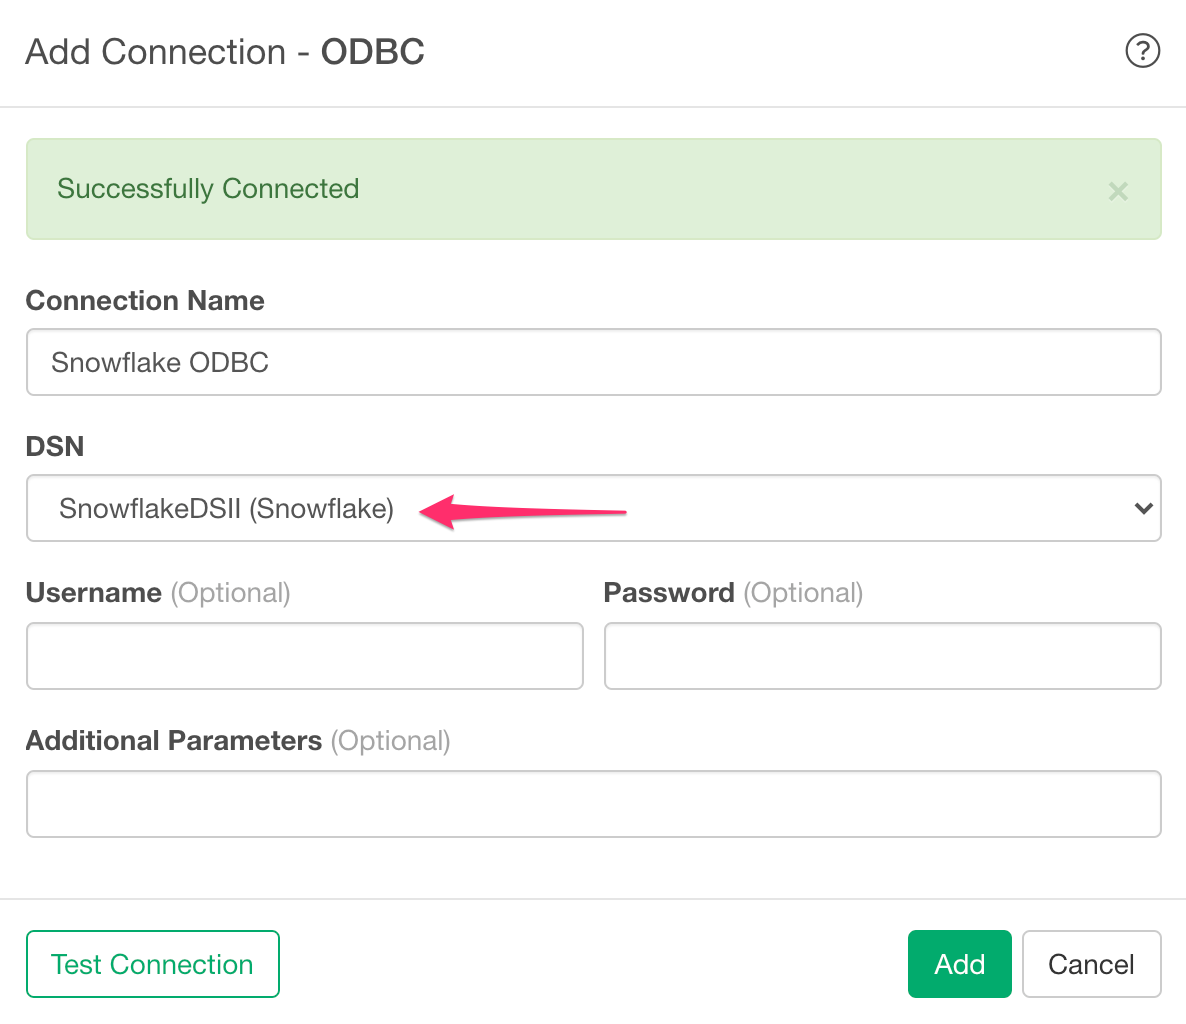 Add Connection - ODBC
Successfully Connected
Connection Name
Snowflake ODBC
DSN
SnowflakeDSII (Snowflake)
Username (Optional) Password (Optional)
Additional Parameters (Optional)
Test Connection Add Cancel